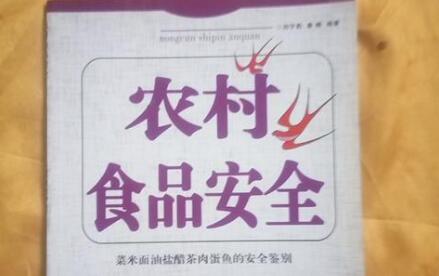 nongcun shipin anquan
农村
食品安全
菜米面油盐醋茶肉蛋鱼的安全鉴别